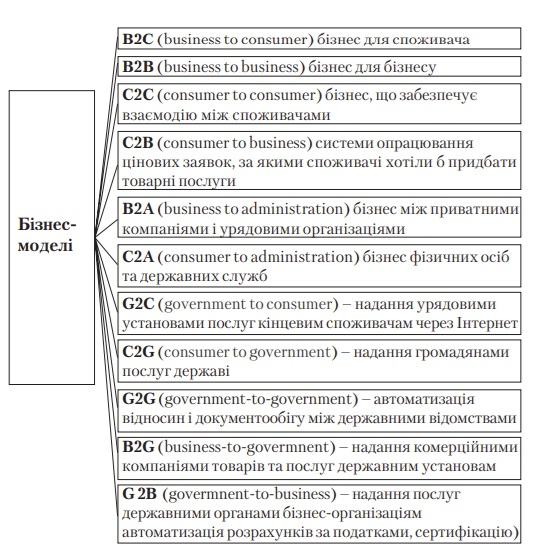 B2C (business to consumer) бізнес для споживача
B2B (business to business) бізнес для бізнесу
C2C (consumer to consumer) бізнес, що забезпечує
взаємодію між споживачами
C2B (consumer to business) системи опрацювання
цінових заявок, за якими споживачі хотіли б придбати
товарні послуги
Бізнес-
моделі
B2A (business to administration) бізнес між приватними
компаніями і урядовими організаціями
C2A (consumer to administration) бізнес фізичних осіб
та державних служб
G2C (government to consumer) – надання урядовими
установами послуг кінцевим споживачам через Інтернет
C2G (consumer to government) – надання громадянами
послуг державі
G2G (government-to-government) – автоматизація
відносин і документообігу між державними відомствами
B2G (business-to-govermnent) – надання комерційними
компаніями товарів та послуг державним установам
G 2B (govermnent-to-business) – надання послуг
державними органами бізнес-організаціям
автоматизація розрахунків за податками, сертифікацію)